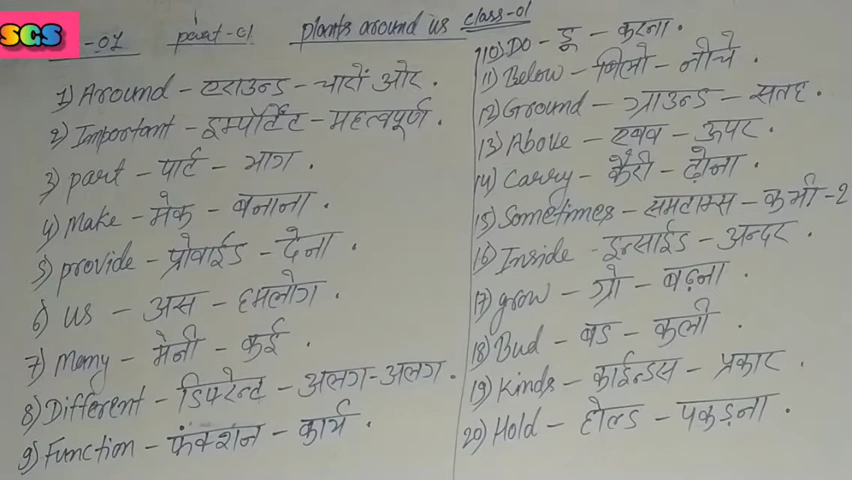 SGS
-01 part-01 plants around us class-01
1) Around - एराउन्ड - चारों ओर.
2) Important - इम्पोर्टेंट - महत्वपूर्ण.
3) part - पार्ट - भाग.
4) Make - मेक - बनाना.
5) provide - प्रोवाईड - देना.
6) us - अस - हमलोग.
7) Many - मेनी - कई.
8) Different - डिफरेन्ट - अलग-अलग.
9) Function - फंक्शन - कार्य.
10) Do - डू - करना.
11) Below - बिलो - नीचे.
12) Ground - ग्राउन्ड - सतह.
13) Above - एबव - ऊपर.
14) Carry - कैरी - ढ़ोना.
15) Sometimes - समटाम्स - कभी-2
16) Inside - इन्साईड - अन्दर.
17) grow - ग्रो - बढ़ना.
18) Bud - बड - कली.
19) Kinds - काईन्डस - प्रकार.
20) Hold - होल्ड - पकड़ना.